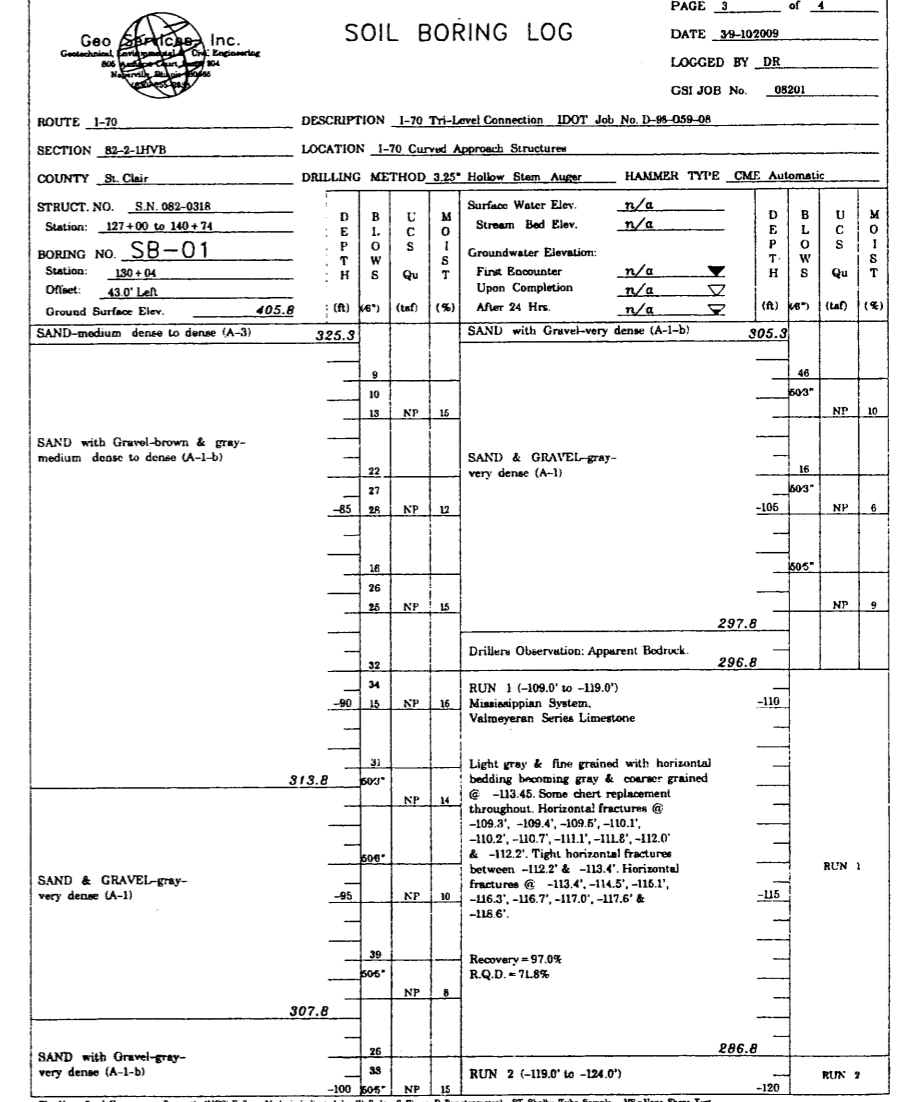 PAGE 3 of 4
SOIL BORING LOG
Geo Services, Inc.
Geotechnical, Environmental & Civil Engineering
DATE 3/9-10/2009
LOGGED BY DR
GSI JOB No. 08201
ROUTE I-70
DESCRIPTION I-70 Tri-Level Connection IDOT Job No. D-98-059-08
SECTION 82-2-1HVB
LOCATION I-70 Curved Approach Structures
COUNTY St. Clair
DRILLING METHOD 3.25" Hollow Stem Auger
HAMMER TYPE CME Automatic
STRUCT. NO. S.N. 082-0318
Station: 127+00 to 140+74
BORING NO. SB-01
Station: 130+04
Offset: 43.0' Left
Ground Surface Elev. 405.8
DEPTH (ft)
BLOWS (/6")
UCS Qu (tsf)
MOIST (%)
Surface Water Elev. n/a
Stream Bed Elev. n/a
Groundwater Elevation:
First Encounter n/a
Upon Completion n/a
After 24 Hrs. n/a
DEPTH (ft)
BLOWS (/6")
UCS Qu (tsf)
MOIST (%)
SAND-medium dense to dense (A-3)
325.3
9
10
13 NP 15
SAND with Gravel-brown & gray-
medium dense to dense (A-1-b)
22
27
-85 28 NP 12
16
26
25 NP 15
32
34
-90 15 NP 16
31
313.8
50/3"
NP 14
50/6"
SAND & GRAVEL-gray-
very dense (A-1)
-95 NP 10
39
50/5"
NP 8
307.8
26
SAND with Gravel-gray-
very dense (A-1-b)
38
-100 50/5" NP 15
SAND with Gravel-very dense (A-1-b)
305.3
46
50/3"
NP 10
SAND & GRAVEL-gray-
very dense (A-1)
16
50/3"
-105 NP 6
50/5"
NP 9
297.8
Drillers Observation: Apparent Bedrock.
296.8
RUN 1 (-109.0' to -119.0')
Mississippian System,
Valmeyeran Series Limestone
-110
Light gray & fine grained with horizontal
bedding becoming gray & coarser grained
@ -113.45. Some chert replacement
throughout. Horizontal fractures @
-109.3', -109.4', -109.5', -110.1',
-110.2', -110.7', -111.1', -111.8', -112.0'
& -112.2'. Tight horizontal fractures
between -112.2' & -113.4'. Horizontal
fractures @ -113.4', -114.5', -115.1',
-116.3', -116.7', -117.0', -117.6' &
-118.6'.
RUN 1
-115
Recovery = 97.0%
R.Q.D. = 71.8%
286.8
RUN 2 (-119.0' to -124.0')
RUN 2
-120